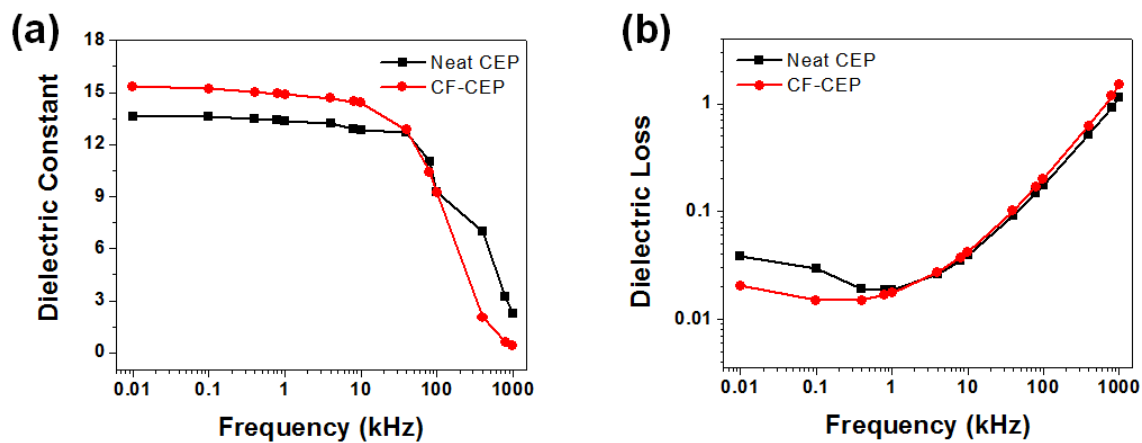 (a)
18
15
12
9
6
3
0
Dielectric Constant
Neat CEP
CF-CEP
0.01 0.1 1 10 100 1000
Frequency (kHz)
(b)
1
0.1
0.01
Dielectric Loss
Neat CEP
CF-CEP
0.01 0.1 1 10 100 1000
Frequency (kHz)